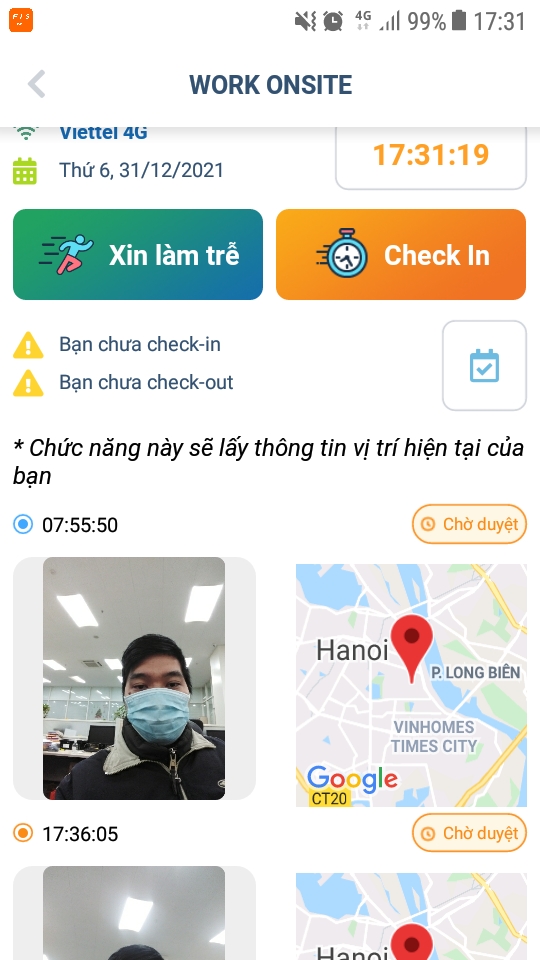 FIS
4G
99%
17:31
WORK ONSITE
Viettel 4G
17:31:19
Thứ 6, 31/12/2021
Xin làm trễ
Check In
Bạn chưa check-in
Bạn chưa check-out
* Chức năng này sẽ lấy thông tin vị trí hiện tại của
bạn
07:55:50
Chờ duyệt
Hanoi
P. LONG BIÊN
VINHOMES
TIMES CITY
Google
CT20
17:36:05
Chờ duyệt
Hanoi